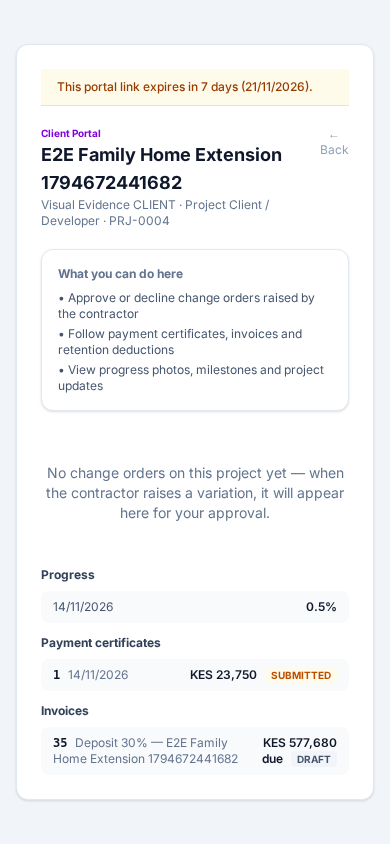 This portal link expires in 7 days (21/11/2026).
Client Portal
E2E Family Home Extension
1794672441682
Visual Evidence CLIENT · Project Client /
Developer · PRJ-0004
←
Back
What you can do here
• Approve or decline change orders raised by
the contractor
• Follow payment certificates, invoices and
retention deductions
• View progress photos, milestones and project
updates
No change orders on this project yet — when
the contractor raises a variation, it will appear
here for your approval.
Progress
14/11/2026 0.5%
Payment certificates
1 14/11/2026 KES 23,750 SUBMITTED
Invoices
35 Deposit 30% — E2E Family KES 577,680
Home Extension 1794672441682 due DRAFT